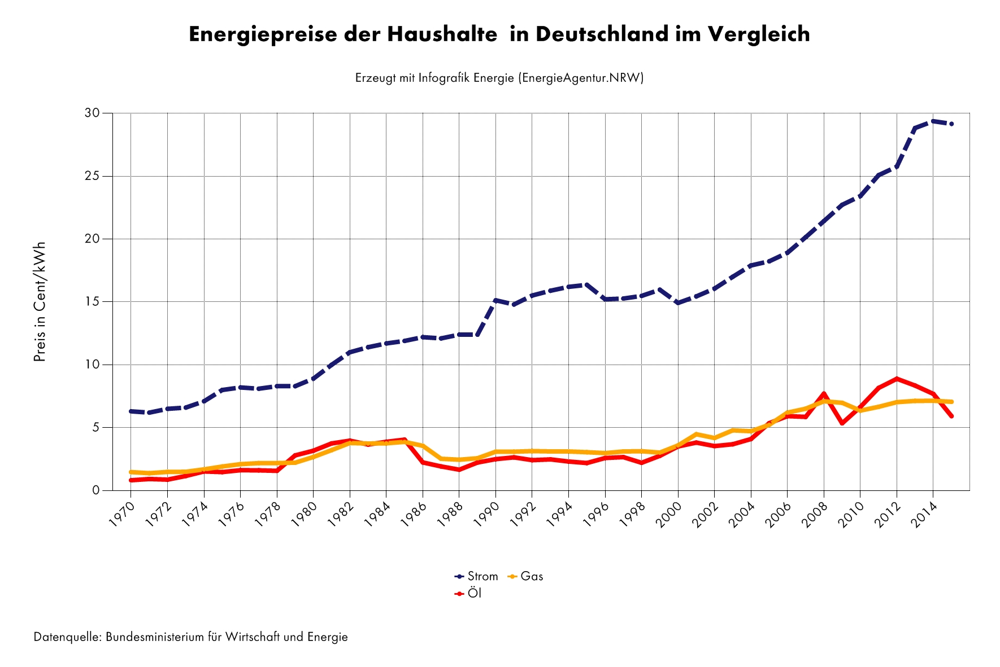 Energiepreise der Haushalte  in Deutschland im Vergleich
Erzeugt mit Infografik Energie (EnergieAgentur.NRW)
Preis in Cent/kWh
30
25
20
15
10
5
0
1970 1972 1974 1976 1978 1980 1982 1984 1986 1988 1990 1992 1994 1996 1998 2000 2002 2004 2006 2008 2010 2012 2014
Strom Gas
Öl
Datenquelle: Bundesministerium für Wirtschaft und Energie